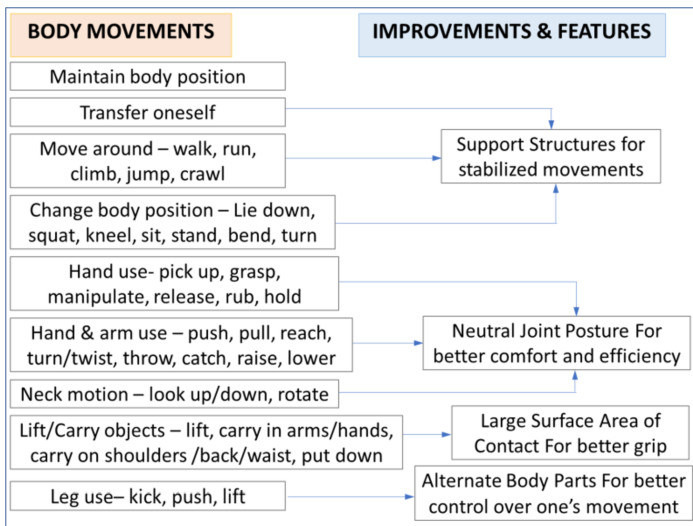 BODY MOVEMENTS
IMPROVEMENTS & FEATURES
Maintain body position
Transfer oneself
Move around – walk, run,
climb, jump, crawl
Support Structures for
stabilized movements
Change body position – Lie down,
squat, kneel, sit, stand, bend, turn
Hand use- pick up, grasp,
manipulate, release, rub, hold
Hand & arm use – push, pull, reach,
turn/twist, throw, catch, raise, lower
Neutral Joint Posture For
better comfort and efficiency
Neck motion – look up/down, rotate
Lift/Carry objects – lift, carry in arms/hands,
carry on shoulders /back/waist, put down
Large Surface Area of
Contact For better grip
Leg use– kick, push, lift
Alternate Body Parts For better
control over one's movement